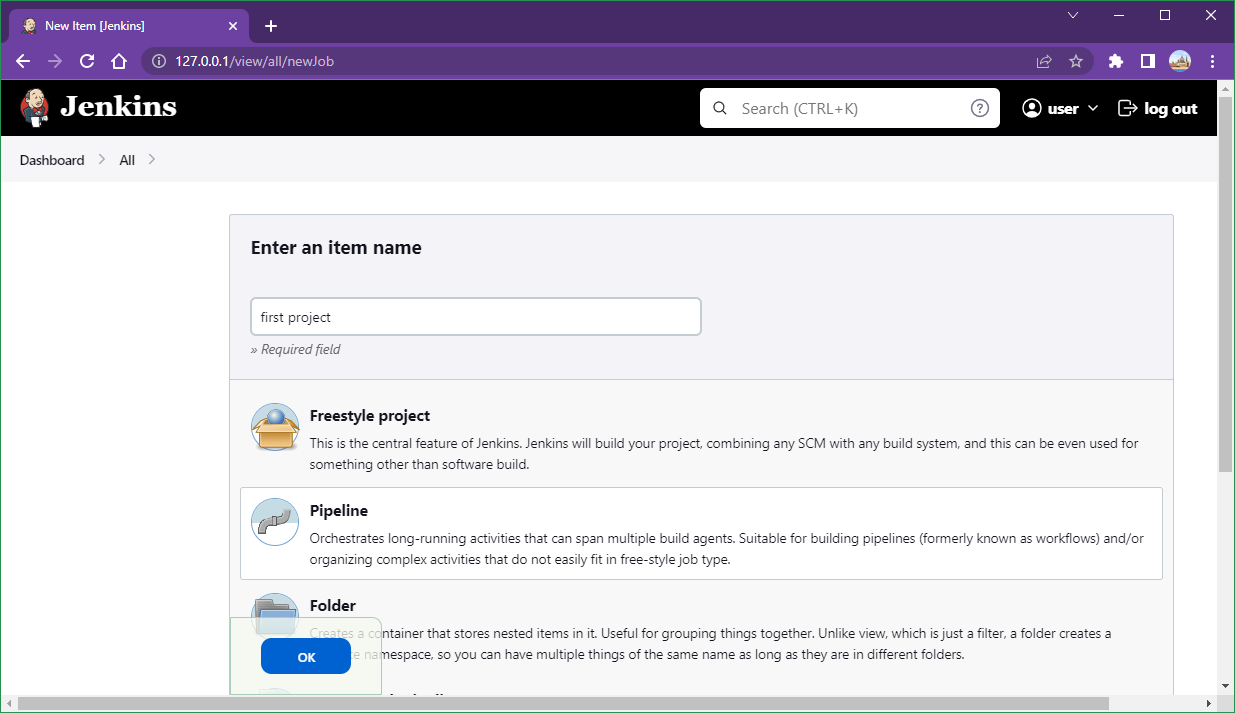 New Item [Jenkins]
127.0.0.1/view/all/newJob
Jenkins
Search (CTRL+K)
user
log out
Dashboard
All
Enter an item name
first project
» Required field
Freestyle project
This is the central feature of Jenkins. Jenkins will build your project, combining any SCM with any build system, and this can be even used for
something other than software build.
Pipeline
Orchestrates long-running activities that can span multiple build agents. Suitable for building pipelines (formerly known as workflows) and/or
organizing complex activities that do not easily fit in free-style job type.
Folder
Creates a container that stores nested items in it. Useful for grouping things together. Unlike view, which is just a filter, a folder creates a
namespace, so you can have multiple things of the same name as long as they are in different folders.
OK